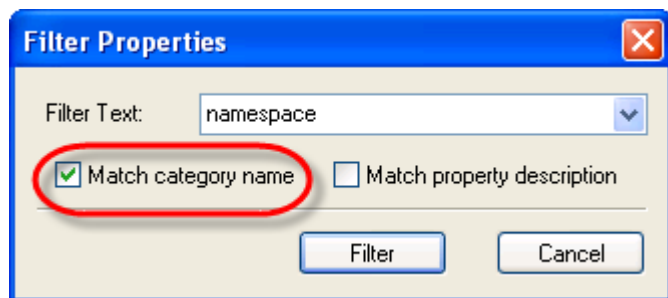 Filter Properties
Filter Text: namespace
Match category name Match property description
Filter Cancel